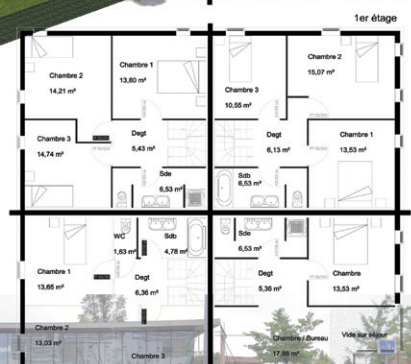 1er étage
Chambre 2
14,21 m²
Chambre 1
13,80 m²
Chambre 3
10,55 m²
Chambre 2
15,07 m²
Chambre 3
14,74 m²
Degt
5,43 m²
Degt
6,13 m²
Chambre 1
13,53 m²
Sde
6,53 m²
Sdb
6,53 m²
WC
1,63 m²
Sdb
4,78 m²
Sde
6,53 m²
Chambre 1
13,66 m²
Degt
6,36 m²
Degt
5,36 m²
Chambre
13,53 m²
Chambre 2
13,03 m²
Chambre 3
Chambre / Bureau
17,86 m²
Vide sur séjour